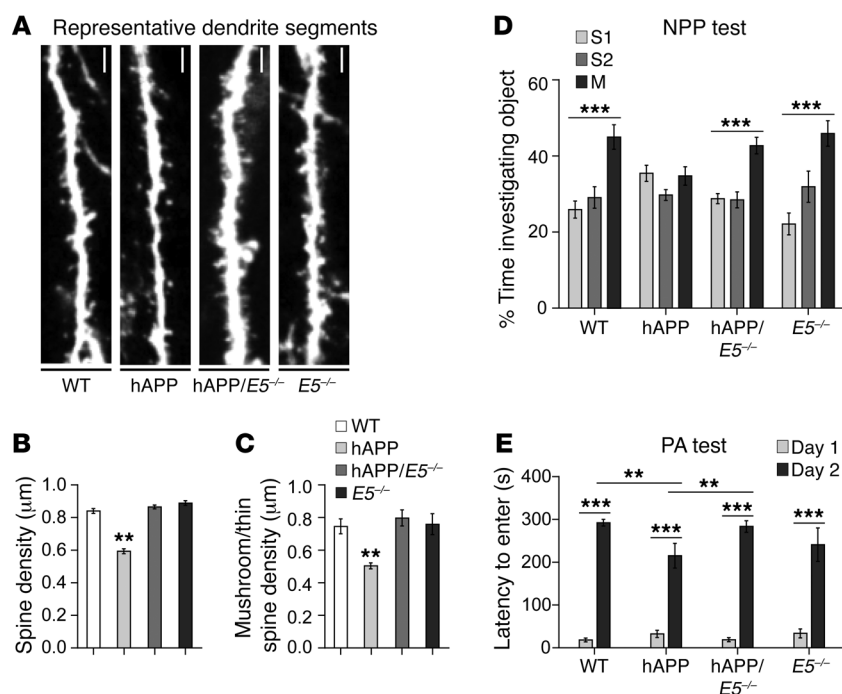 A Representative dendrite segments
WT hAPP hAPP/E5–/– E5–/–
B
WT
hAPP
hAPP/E5–/–
E5–/–
Spine density (μm)
1.0
0.8
0.6
0.4
0.2
0.0
**
C
Mushroom/thin
spine density (μm)
1.0
0.8
0.6
0.4
0.2
0.0
**
D NPP test
S1
S2
M
% Time investigating object
60
40
20
0
*** *** ***
WT hAPP hAPP/
E5–/–
E5–/–
E PA test
Day 1
Day 2
Latency to enter (s)
400
300
200
100
0
** **
*** *** *** ***
WT hAPP hAPP/
E5–/–
E5–/–